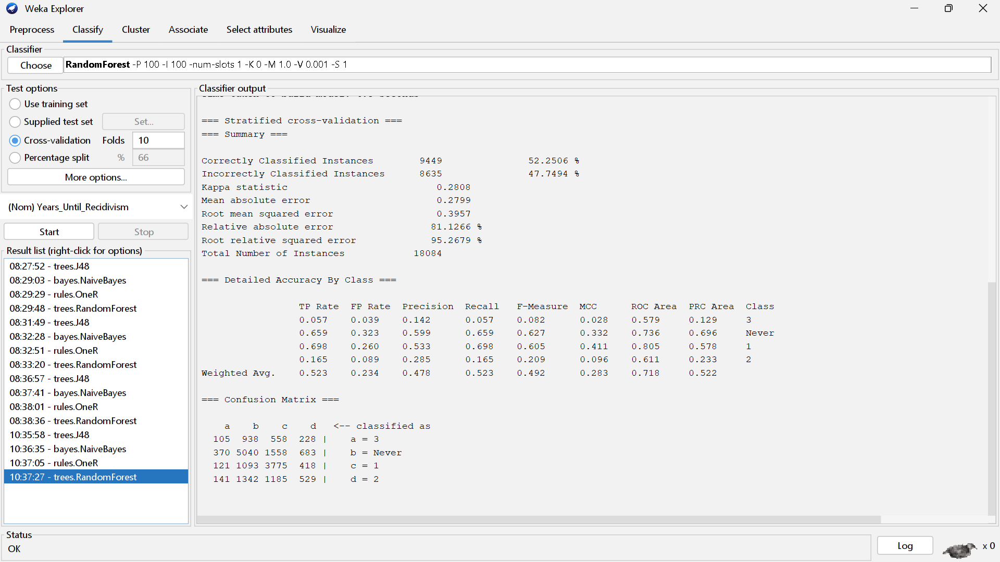 Weka Explorer
Preprocess Classify Cluster Associate Select attributes Visualize
Classifier
Choose RandomForest -P 100 -I 100 -num-slots 1 -K 0 -M 1.0 -V 0.001 -S 1
Test options
Use training set
Supplied test set Set...
Cross-validation Folds 10
Percentage split % 66
More options...
(Nom) Years_Until_Recidivism
Start Stop
Result list (right-click for options)
08:27:52 - trees.J48
08:29:03 - bayes.NaiveBayes
08:29:29 - rules.OneR
08:29:48 - trees.RandomForest
08:31:49 - trees.J48
08:32:28 - bayes.NaiveBayes
08:32:51 - rules.OneR
08:33:20 - trees.RandomForest
08:36:57 - trees.J48
08:37:41 - bayes.NaiveBayes
08:38:01 - rules.OneR
08:38:36 - trees.RandomForest
10:35:58 - trees.J48
10:36:35 - bayes.NaiveBayes
10:37:05 - rules.OneR
10:37:27 - trees.RandomForest
Classifier output
=== Stratified cross-validation ===
=== Summary ===
Correctly Classified Instances 9449 52.2506 %
Incorrectly Classified Instances 8635 47.7494 %
Kappa statistic 0.2808
Mean absolute error 0.2799
Root mean squared error 0.3957
Relative absolute error 81.1266 %
Root relative squared error 95.2679 %
Total Number of Instances 18084
=== Detailed Accuracy By Class ===
TP Rate FP Rate Precision Recall F-Measure MCC ROC Area PRC Area Class
0.057 0.039 0.142 0.057 0.082 0.028 0.579 0.129 3
0.659 0.323 0.599 0.659 0.627 0.332 0.736 0.696 Never
0.698 0.260 0.533 0.698 0.605 0.411 0.805 0.578 1
0.165 0.089 0.285 0.165 0.209 0.096 0.611 0.233 2
Weighted Avg. 0.523 0.234 0.478 0.523 0.492 0.283 0.718 0.522
=== Confusion Matrix ===
a b c d <-- classified as
105 938 558 228 | a = 3
370 5040 1558 683 | b = Never
121 1093 3775 418 | c = 1
141 1342 1185 529 | d = 2
Status
OK
Log x 0